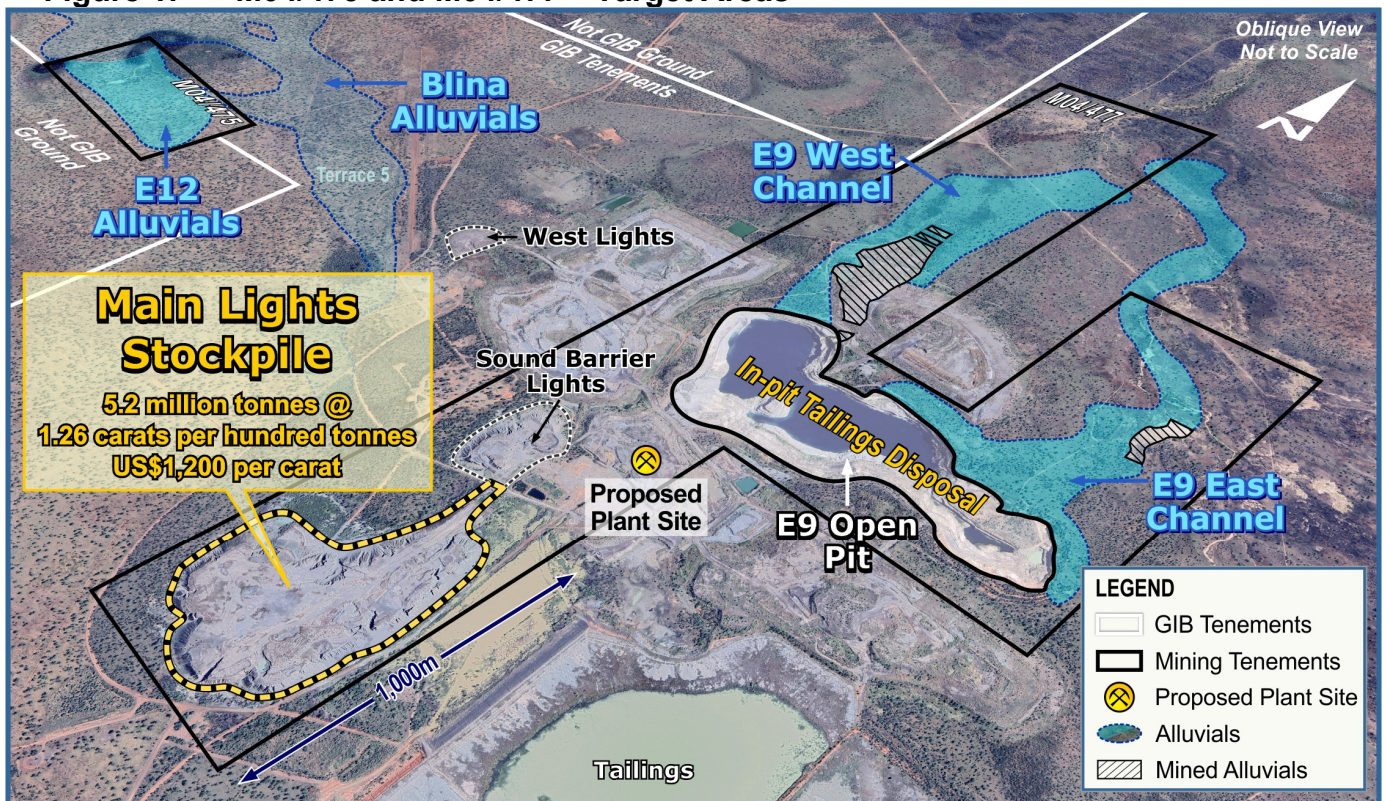 Oblique View
Not to Scale
N
Not GIB Ground
GIB Tenements
M04/475
Not GIB
Ground
Blina
Alluvials
Terrace 5
E12
Alluvials
M04/477
E9 West
Channel
West Lights
Main Lights
Stockpile
5.2 million tonnes @
1.26 carats per hundred tonnes
US$1,200 per carat
Sound Barrier
Lights
In-pit Tailings Disposal
Proposed
Plant Site
E9 Open
Pit
E9 East
Channel
1,000m
Tailings
LEGEND
GIB Tenements
Mining Tenements
Proposed Plant Site
Alluvials
Mined Alluvials